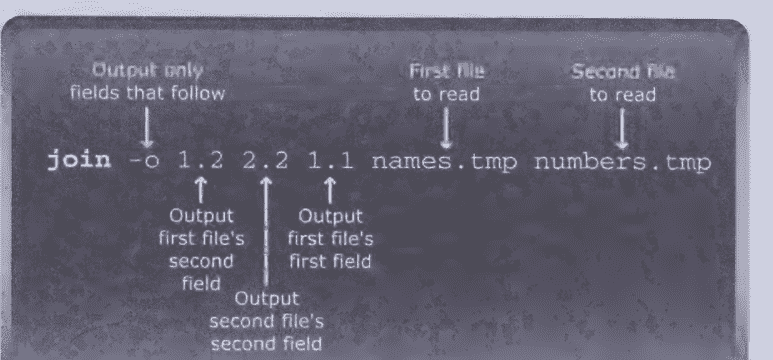 Output only
fields that follow
First file
to read
Second file
to read
join -o 1.2 2.2 1.1 names.tmp numbers.tmp
Output
first file's
second
field
Output
first file's
first field
Output
second file's
second field